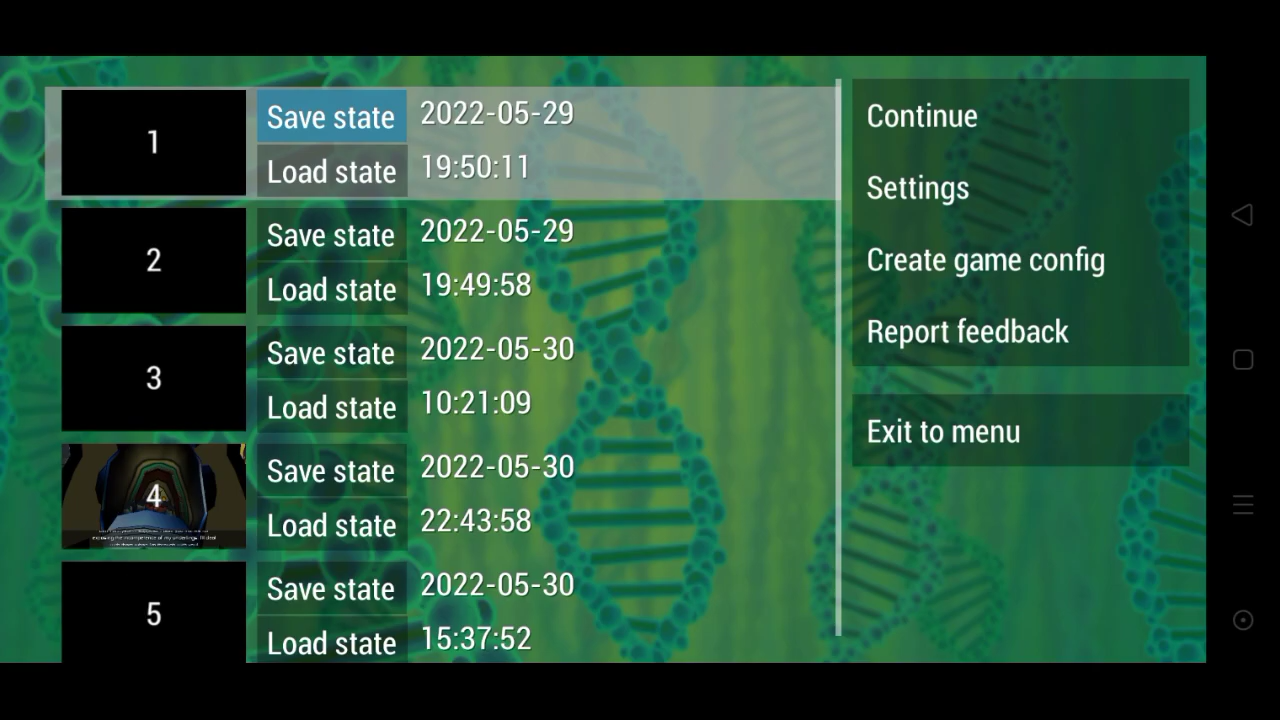 1
Save state
2022-05-29
Load state
19:50:11
2
Save state
2022-05-29
Load state
19:49:58
3
Save state
2022-05-30
Load state
10:21:09
4
Save state
2022-05-30
Load state
22:43:58
5
Save state
2022-05-30
Load state
15:37:52
Continue
Settings
Create game config
Report feedback
Exit to menu